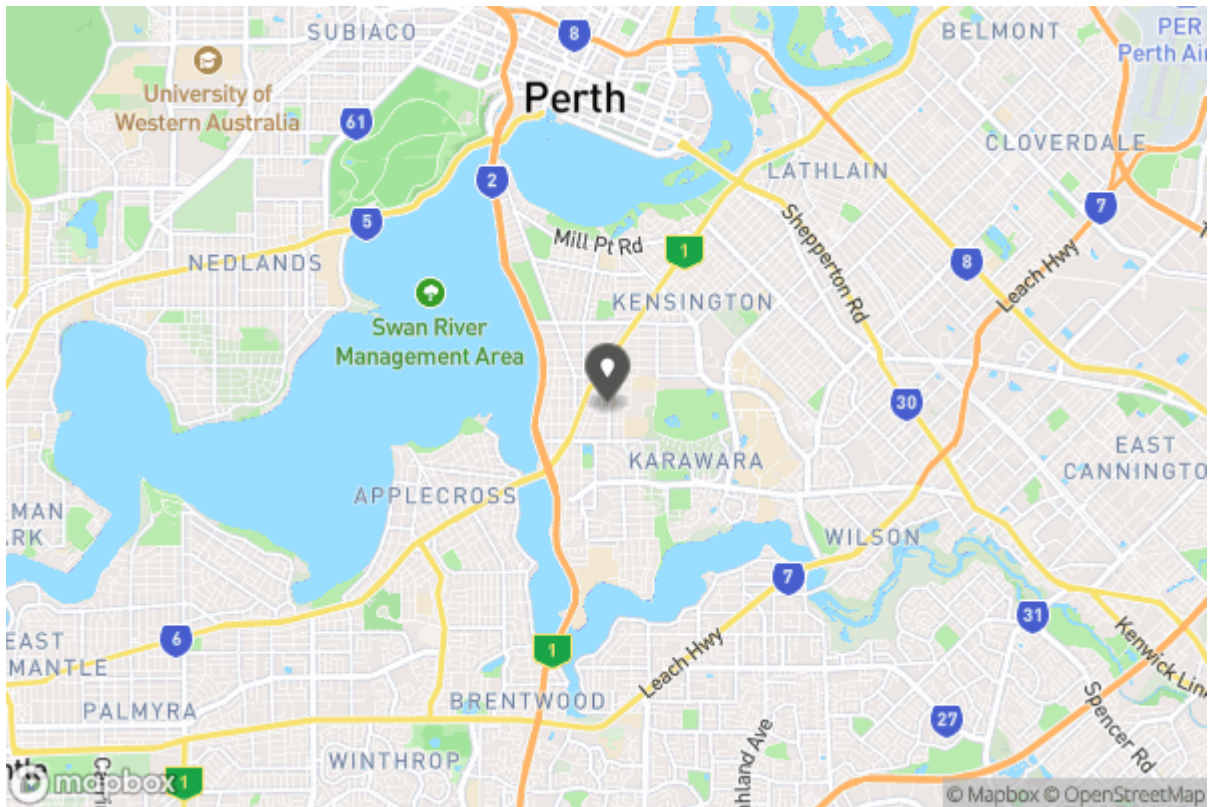 SUBIACO
8
BELMONT
PER
Perth Air
University of
Western Australia
Perth
61
CLOVERDALE
LATHLAIN
2
7
5
Mill Pt Rd
1
Shepperton Rd
8
Leach Hwy
NEDLANDS
KENSINGTON
Swan River
Management Area
30
EAST
CANNINGTO
KARAWARA
APPLECROSS
MAN
ARK
WILSON
7
31
6
EAST
MANTLE
1
Leach Hwy
Kenwick Link
BRENTWOOD
PALMYRA
27
Spencer Rd
WINTHROP
hland Ave
mapbox
1
© Mapbox © OpenStreetMap